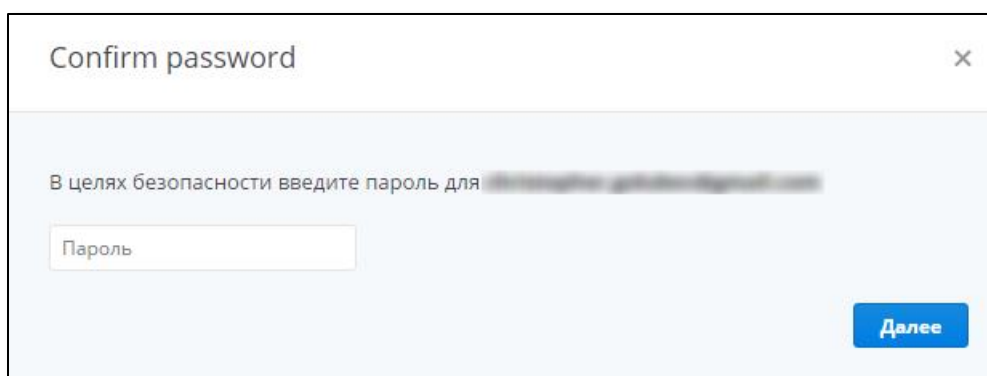 Confirm password
В целях безопасности введите пароль для
Пароль
Далее